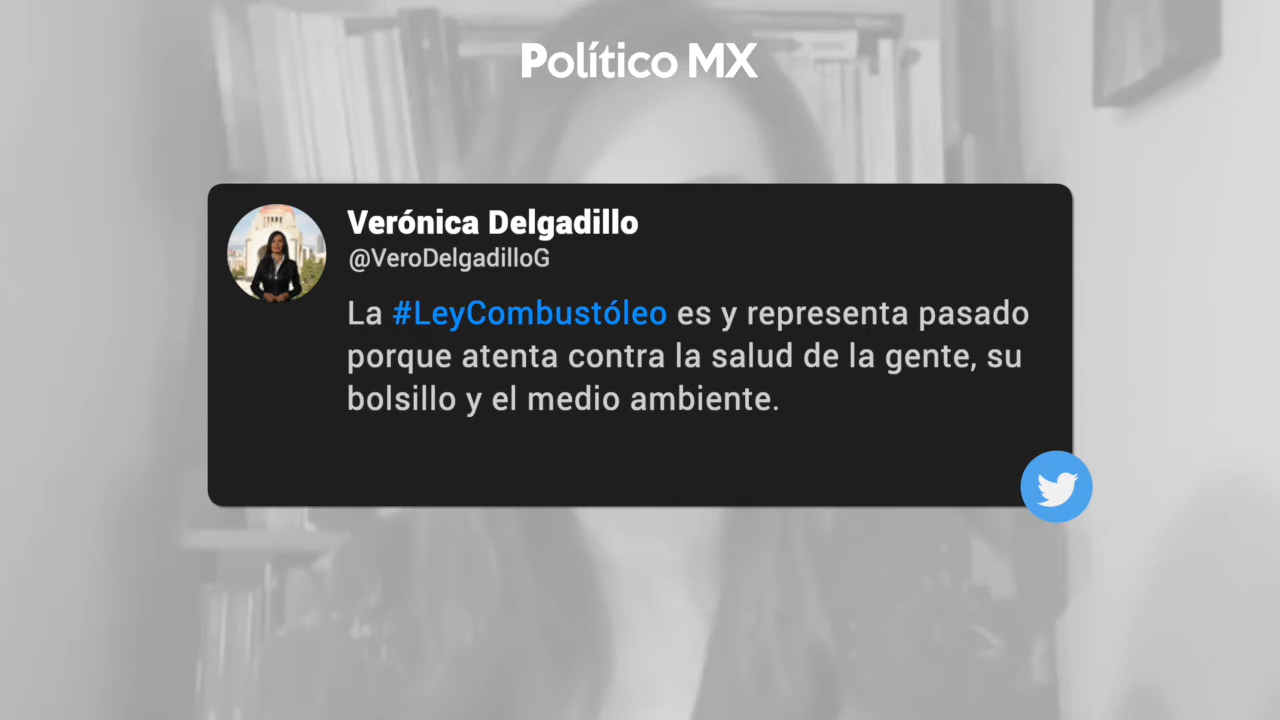 Político MX
Verónica Delgadillo
@VeroDelgadilloG
La #LeyCombustóleo es y representa pasado
porque atenta contra la salud de la gente, su
bolsillo y el medio ambiente.